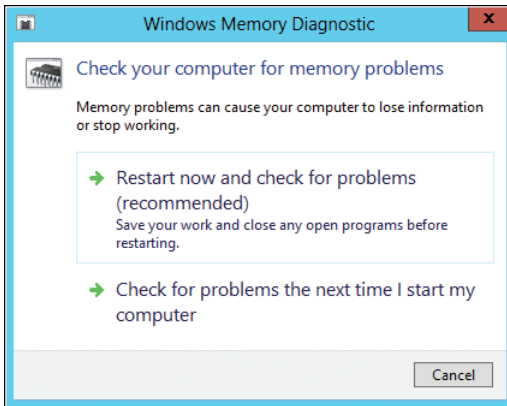 Windows Memory Diagnostic
x
Check your computer for memory problems
Memory problems can cause your computer to lose information
or stop working.
Restart now and check for problems
(recommended)
Save your work and close any open programs before
restarting.
Check for problems the next time I start my
computer
Cancel